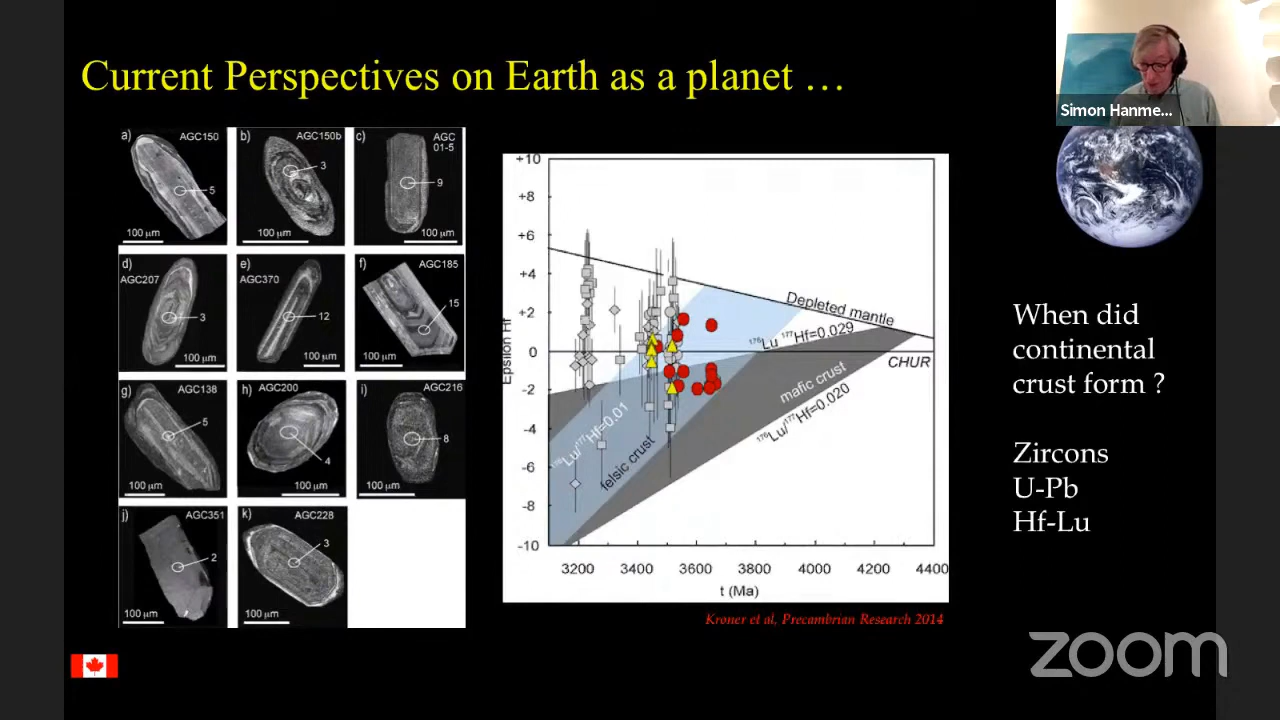 Current Perspectives on Earth as a planet …
Simon Hanme...
a)
AGC150
5
100 µm
b)
AGC150b
3
100 µm
c)
AGC
01-5
9
100 µm
d)
AGC207
3
100 µm
e)
AGC370
12
100 µm
f)
AGC185
15
100 µm
g)
AGC138
5
100 µm
h)
AGC200
4
100 µm
i)
AGC216
8
100 µm
j)
AGC351
2
100 µm
k)
AGC228
3
100 µm
+10
+8
+6
+4
+2
0
-2
-4
-6
-8
-10
Epsilon Hf
Depleted mantle
¹⁷⁶Lu ¹⁷⁷Hf=0.029
CHUR
mafic crust
¹⁷⁶Lu/¹⁷⁷Hf=0.020
¹⁷⁶Lu/¹⁷⁷Hf=0.01
felsic crust
3200
3400
3600
3800
4000
4200
4400
t (Ma)
Kroner et al, Precambrian Research 2014
When did
continental
crust form ?
Zircons
U-Pb
Hf-Lu
zoom